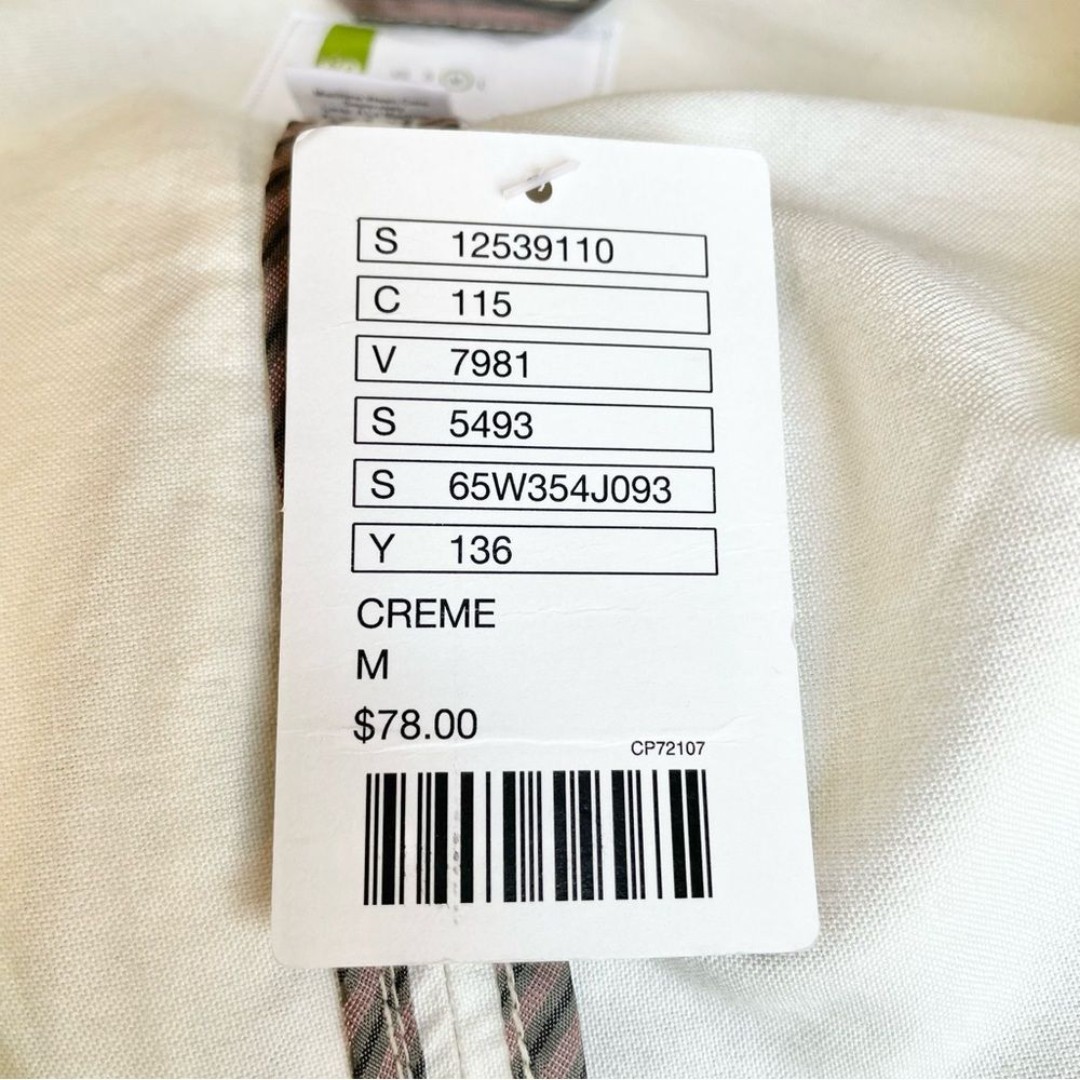 S 12539110
C 115
V 7981
S 5493
S 65W354J093
Y 136
CREME
M
$78.00
CP72107